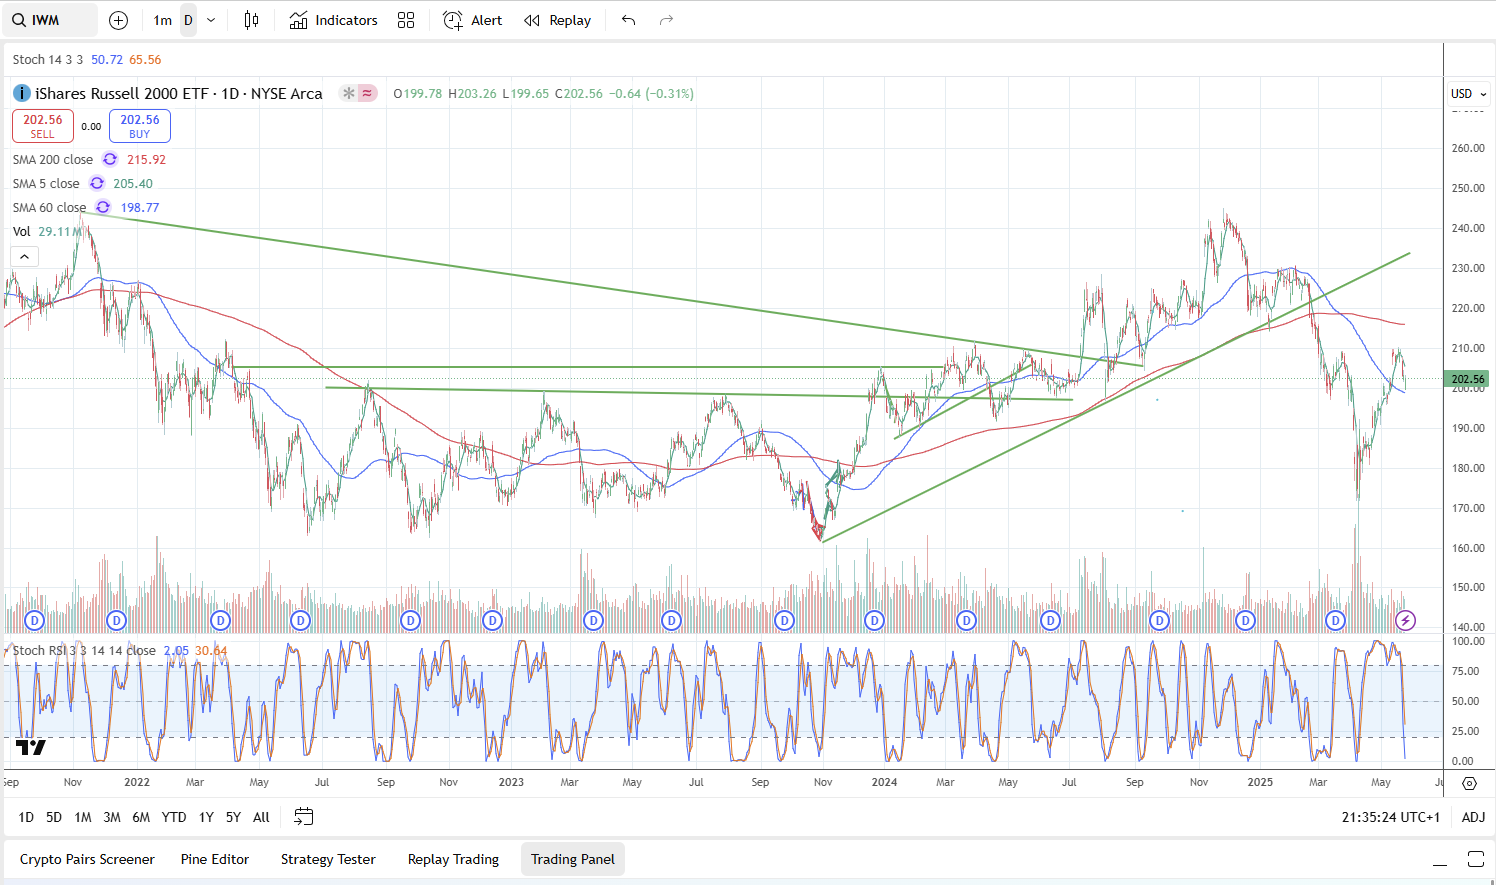 IWM 1m D Indicators Alert Replay
Stoch 14 3 3 50.72 65.56
iShares Russell 2000 ETF · 1D · NYSE Arca O199.78 H203.26 L199.65 C202.56 −0.64 (−0.31%)
USD
202.56 SELL 0.00 202.56 BUY
SMA 200 close 215.92
SMA 5 close 205.40
SMA 60 close 198.77
Vol 29.11M
260.00
250.00
240.00
230.00
220.00
210.00
202.56
200.00
190.00
180.00
170.00
160.00
150.00
140.00
D D D D D D D D D D D D D D D
Stoch RSI 3 3 14 14 close 2.05 30.64
100.00
75.00
50.00
25.00
0.00
Sep Nov 2022 Mar May Jul Sep Nov 2023 Mar May Jul Sep Nov 2024 Mar May Jul Sep Nov 2025 Mar May
1D 5D 1M 3M 6M YTD 1Y 5Y All 21:35:24 UTC+1 ADJ
Crypto Pairs Screener Pine Editor Strategy Tester Replay Trading Trading Panel